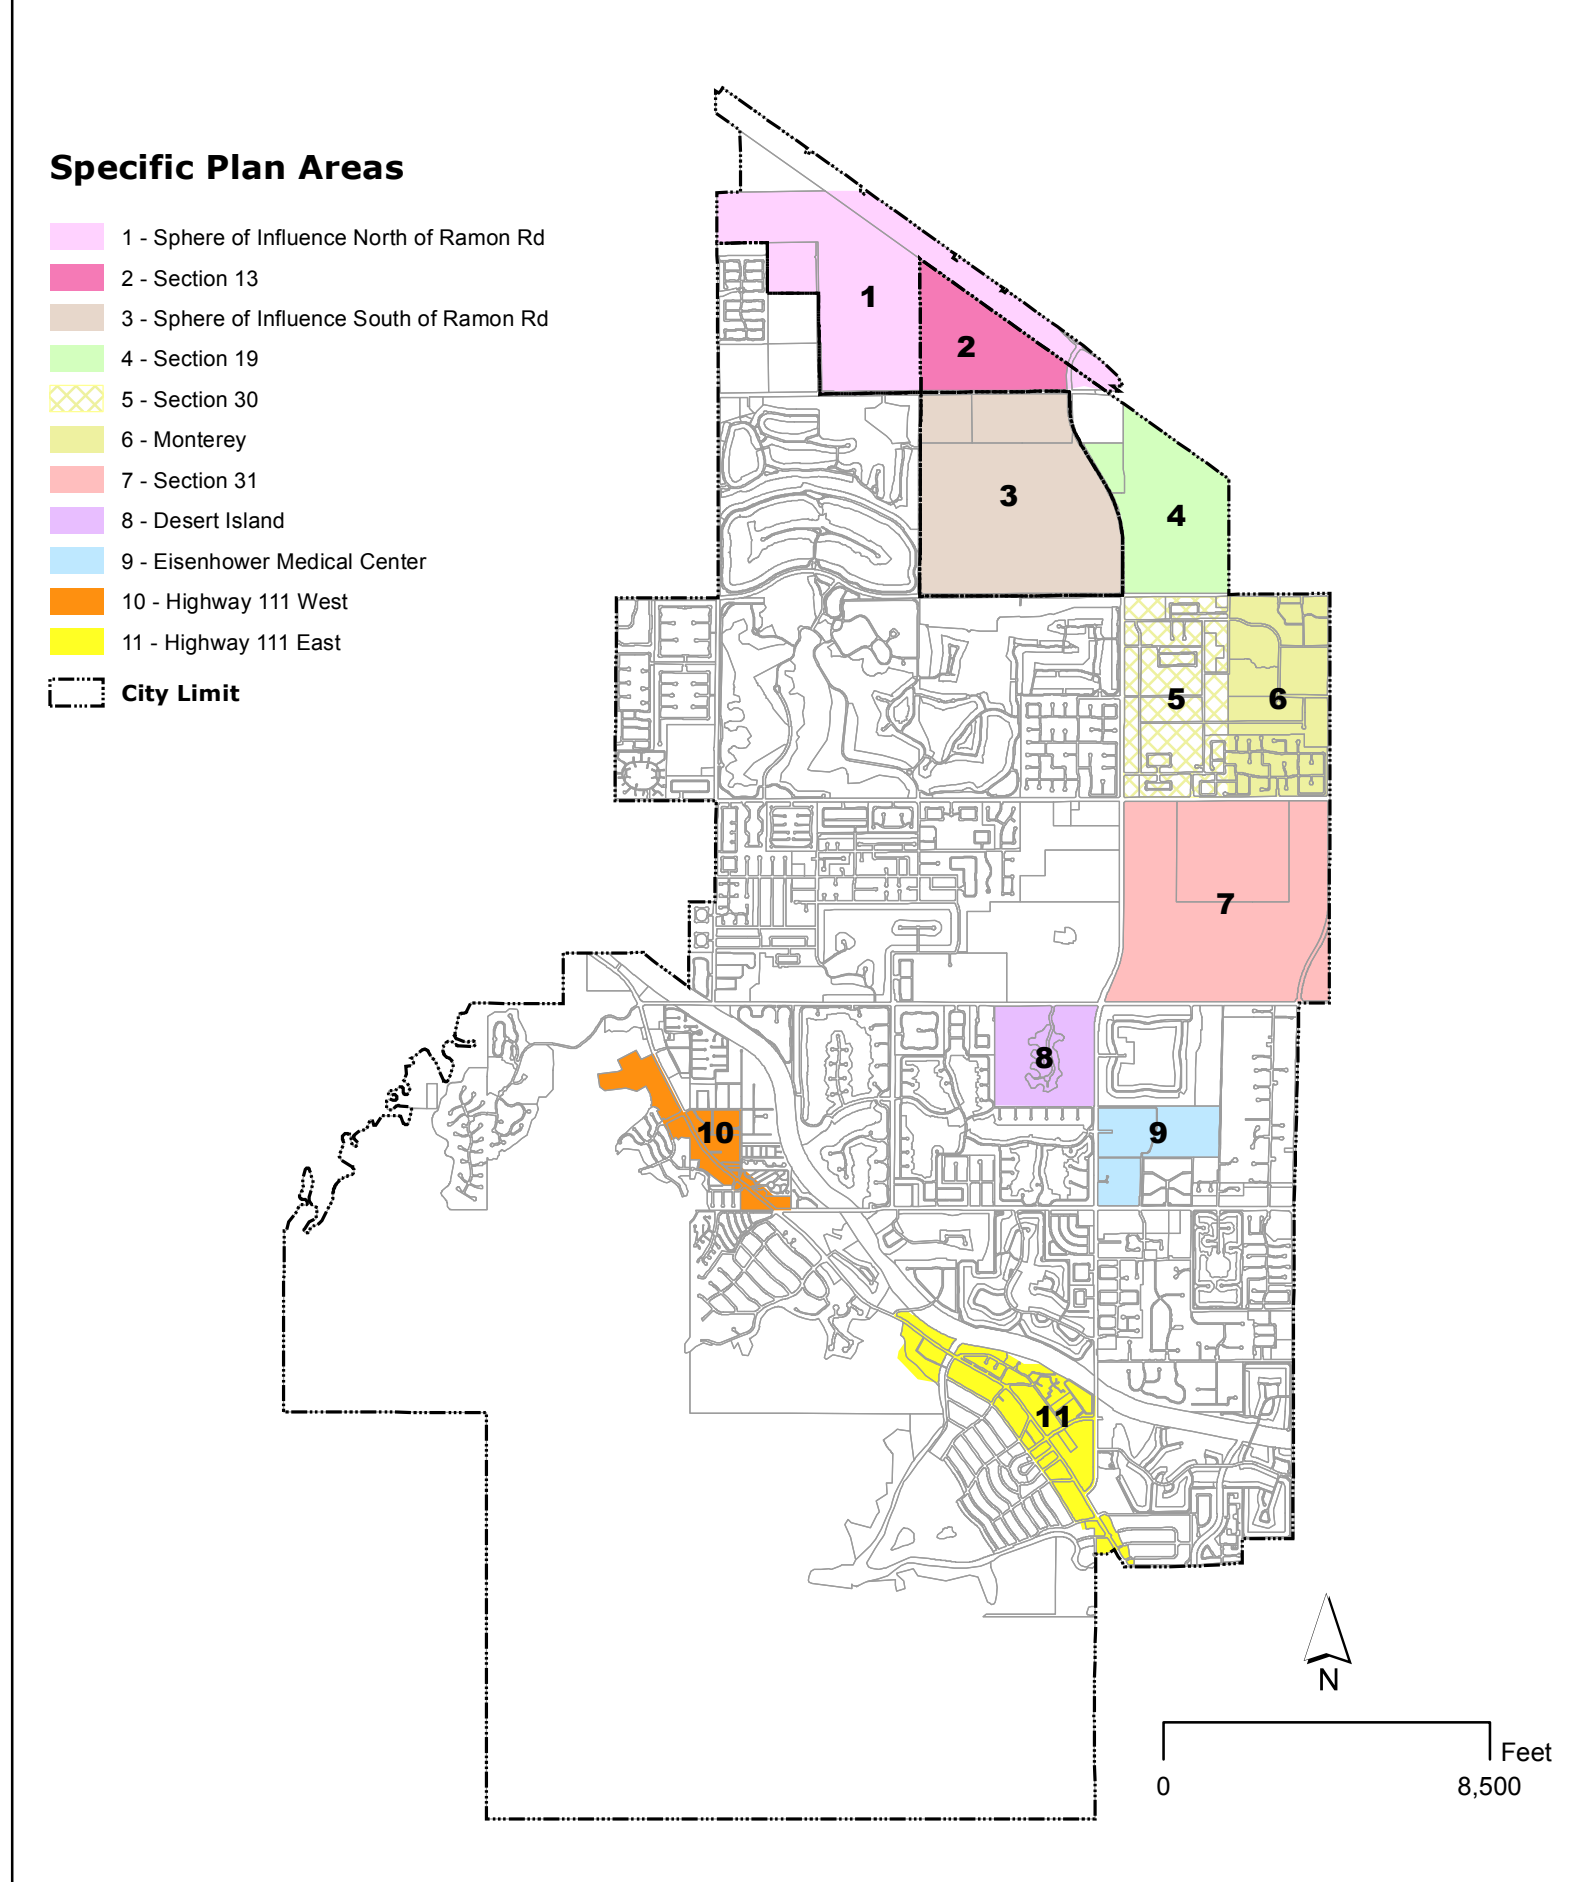 Specific Plan Areas
1 - Sphere of Influence North of Ramon Rd
2 - Section 13
3 - Sphere of Influence South of Ramon Rd
4 - Section 19
5 - Section 30
6 - Monterey
7 - Section 31
8 - Desert Island
9 - Eisenhower Medical Center
10 - Highway 111 West
11 - Highway 111 East
City Limit
1
2
3
4
5
6
7
8
9
10
11
N
Feet
0
8,500